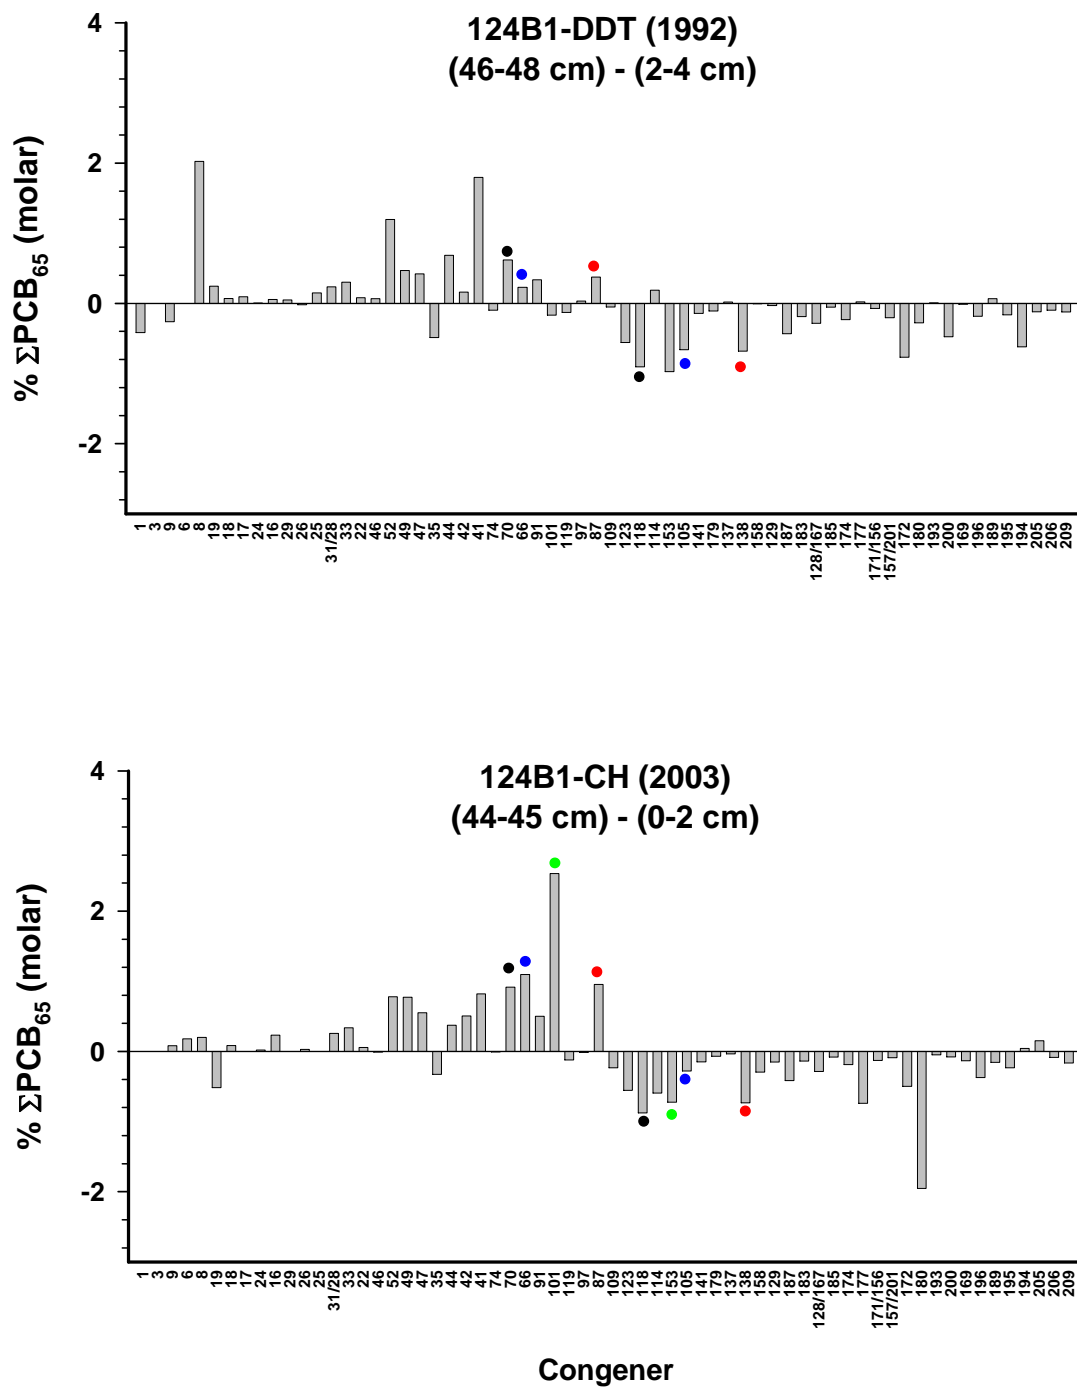 124B1-DDT (1992)
(46-48 cm) - (2-4 cm)
% ΣPCB65 (molar)
4
2
0
-2
1 3 9 6 8 19 18 17 24 16 29 26 25 31/28 33 22 46 52 49 47 35 44 42 41 74 70 66 91 101 119 97 87 109 123 118 114 153 105 141 179 137 138 158 129 187 183 128/167 185 174 177 171/156 157/201 172 180 193 200 169 196 189 195 194 205 206 209
124B1-CH (2003)
(44-45 cm) - (0-2 cm)
% ΣPCB65 (molar)
4
2
0
-2
1 3 9 6 8 19 18 17 24 16 29 26 25 31/28 33 22 46 52 49 47 35 44 42 41 74 70 66 91 101 119 97 87 109 123 118 114 153 105 141 179 137 138 158 129 187 183 128/167 185 174 177 171/156 157/201 172 180 193 200 169 196 189 195 194 205 206 209
Congener